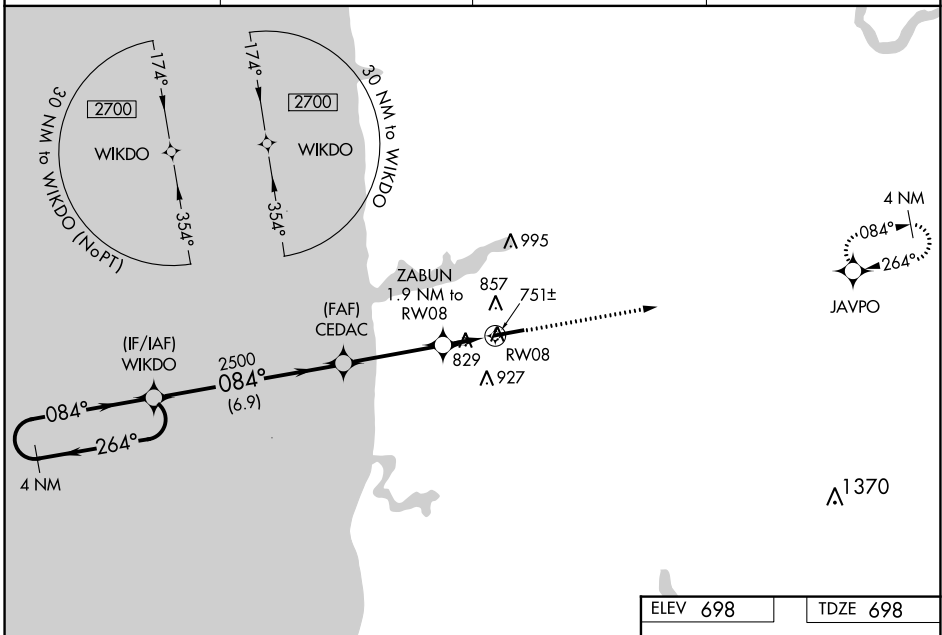 174°
2700
WIKDO
354°
30 NM to WIKDO (NoPT)
174°
2700
WIKDO
354°
30 NM to WIKDO
4 NM
084°
264°
JAVPO
995
ZABUN
1.9 NM to
RW08
857
751±
(FAF)
CEDAC
829
RW08
927
(IF/IAF)
WIKDO
2500
084°
(6.9)
084°
264°
4 NM
1370
ELEV 698
TDZE 698